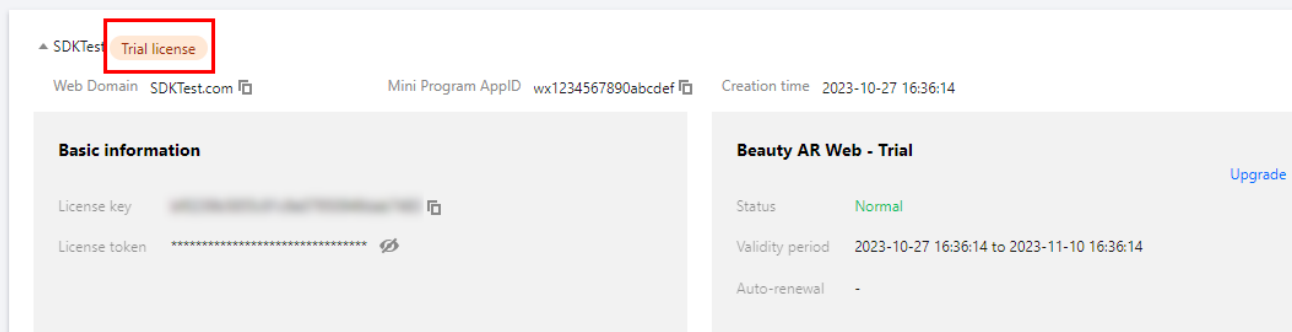 SDKTest Trial license
Web Domain SDKTest.com Mini Program AppID wx1234567890abcdef Creation time 2023-10-27 16:36:14
Basic information
License key
License token ********************************
Beauty AR Web - Trial
Upgrade
Status Normal
Validity period 2023-10-27 16:36:14 to 2023-11-10 16:36:14
Auto-renewal -